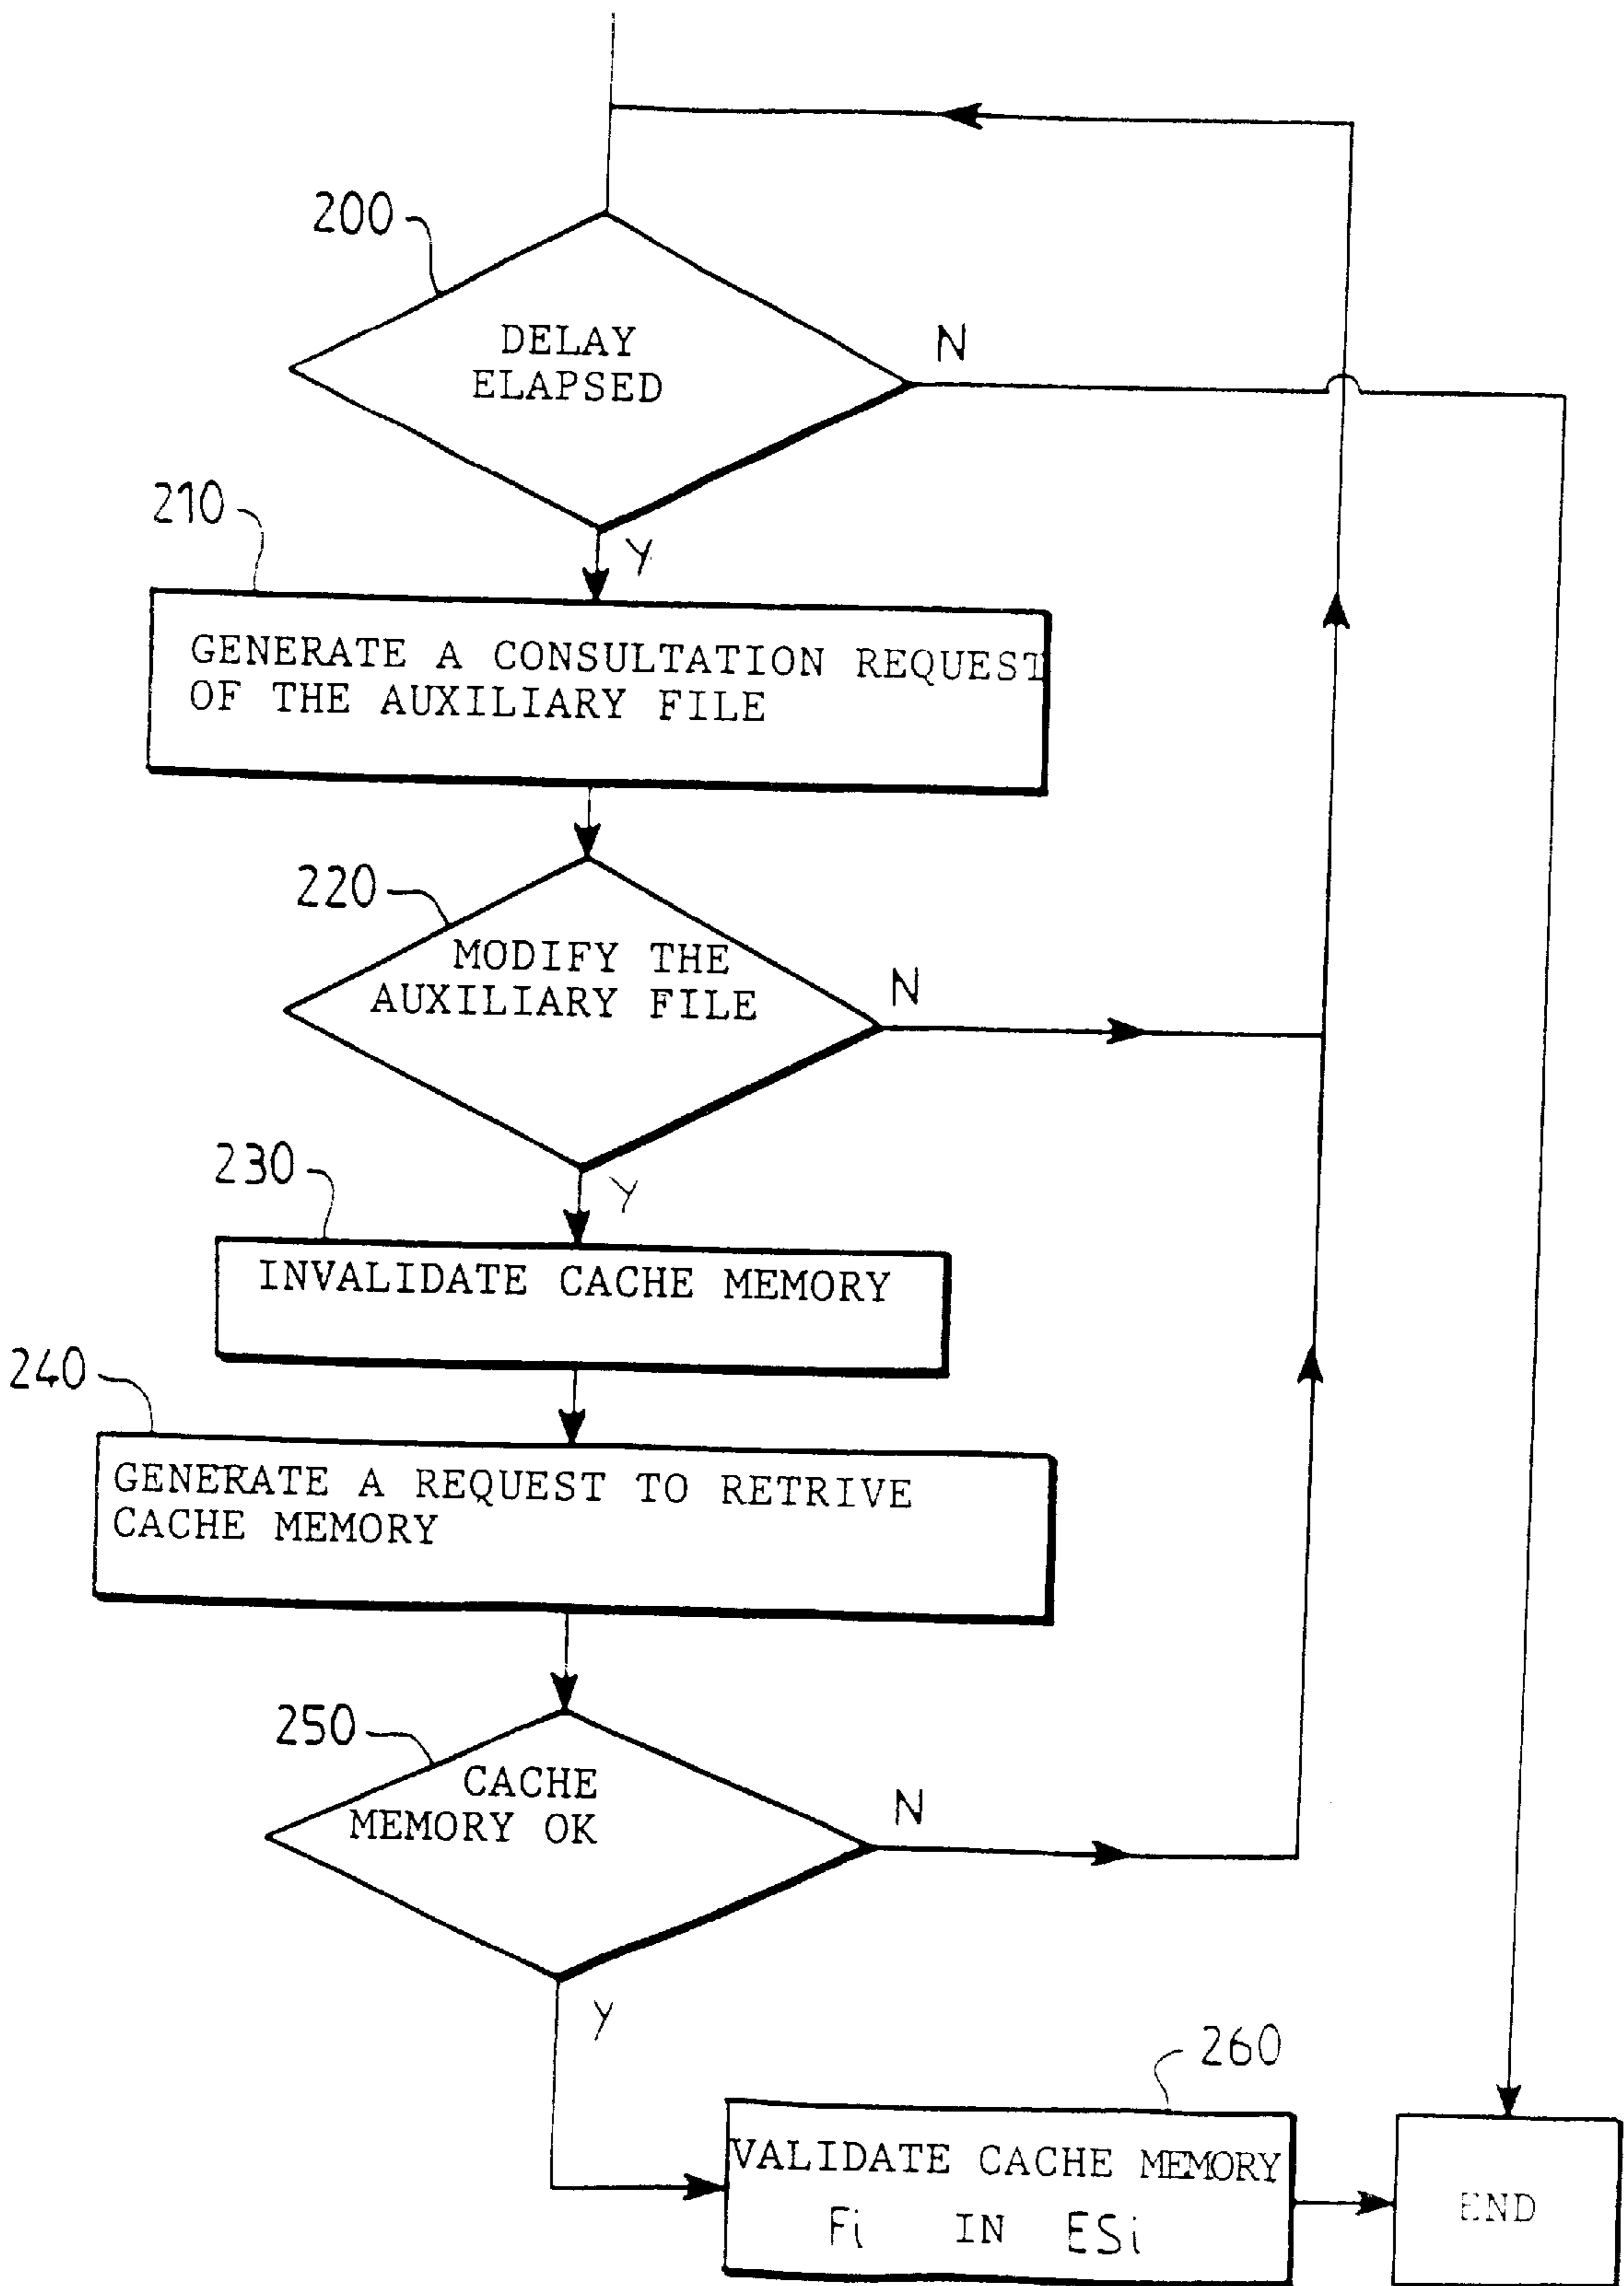 200
DELAY
ELAPSED
N
Y
210
GENERATE A CONSULTATION REQUEST
OF THE AUXILIARY FILE
220
MODIFY THE
AUXILIARY FILE
N
Y
230
INVALIDATE CACHE MEMORY
240
GENERATE A REQUEST TO RETRIVE
CACHE MEMORY
250
CACHE
MEMORY OK
N
Y
260
VALIDATE CACHE MEMORY
Fi IN ESi
END